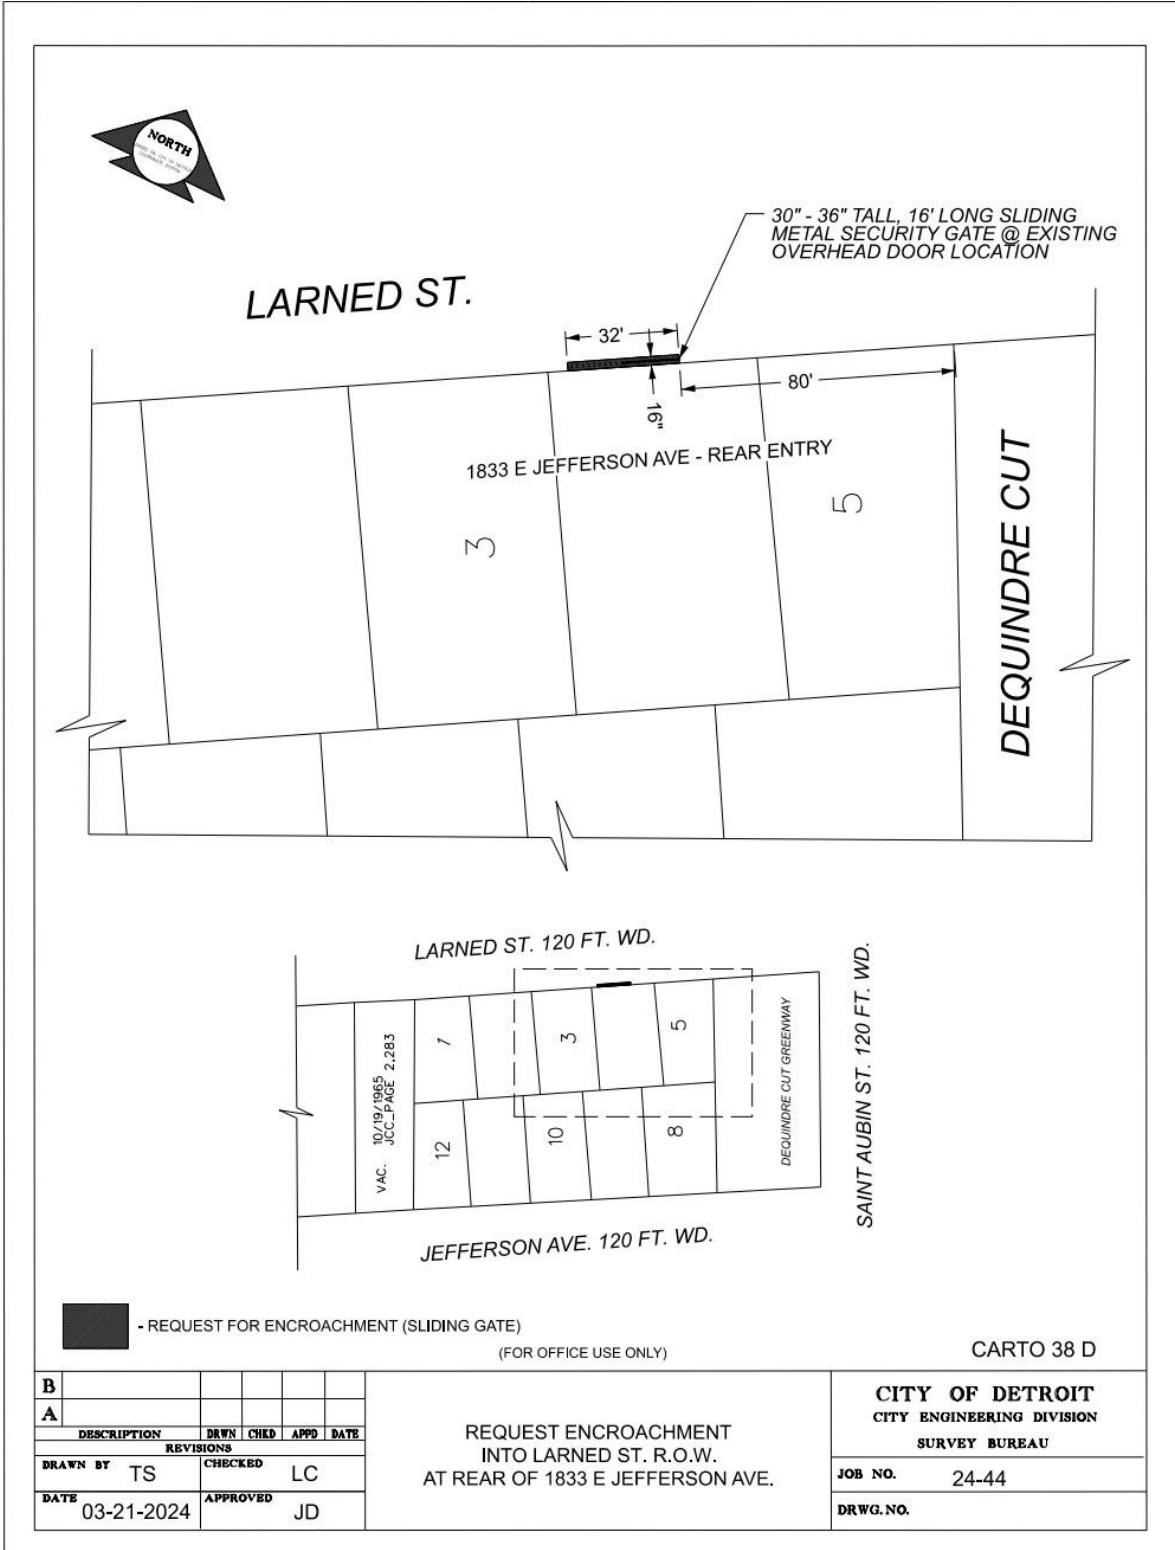 NORTH
30" - 36" TALL, 16' LONG SLIDING
METAL SECURITY GATE @ EXISTING
OVERHEAD DOOR LOCATION
LARNED ST.
32'
80'
16"
1833 E JEFFERSON AVE - REAR ENTRY
3
5
DEQUINDRE CUT
LARNED ST. 120 FT. WD.
VAC. 10/19/1965
JCC_PAGE 2,283
1
3
5
12
10
8
DEQUINDRE CUT GREENWAY
SAINT AUBIN ST. 120 FT. WD.
JEFFERSON AVE. 120 FT. WD.
- REQUEST FOR ENCROACHMENT (SLIDING GATE)
(FOR OFFICE USE ONLY)
CARTO 38 D
B
A
DESCRIPTION DRWN CHKD APPD DATE
REVISIONS
DRAWN BY TS
CHECKED LC
DATE 03-21-2024
APPROVED JD
REQUEST ENCROACHMENT
INTO LARNED ST. R.O.W.
AT REAR OF 1833 E JEFFERSON AVE.
CITY OF DETROIT
CITY ENGINEERING DIVISION
SURVEY BUREAU
JOB NO. 24-44
DRWG. NO.